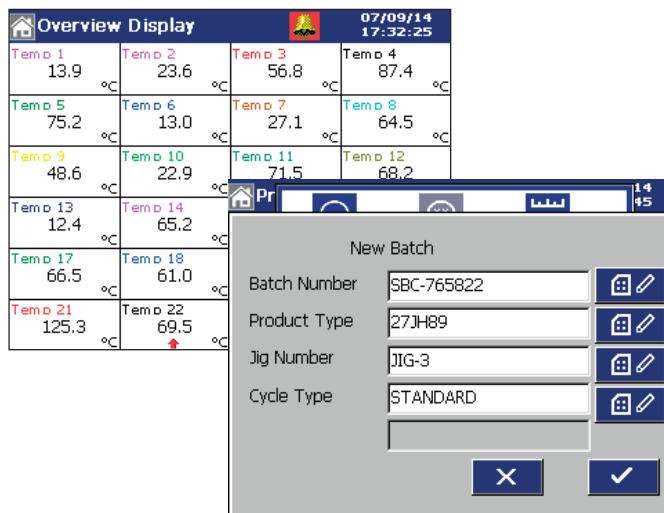 Overview Display
07/09/14
17:32:25
Temp 1 Temp 2 Temp 3 Temp 4
13.9 23.6 56.8 87.4
°C °C °C °C
Temp 5 Temp 6 Temp 7 Temp 8
75.2 13.0 27.1 64.5
°C °C °C °C
Temp 9 Temp 10 Temp 11 Temp 12
48.6 22.9 71.5 68.2
°C °C
Temp 13 Temp 14
12.4 65.2
°C °C
Temp 17 Temp 18
66.5 61.0
°C °C
Temp 21 Temp 22
125.3 69.5
°C °C
Pr
14
45
New Batch
Batch Number SBC-765822
Product Type 27JH89
Jig Number JIG-3
Cycle Type STANDARD